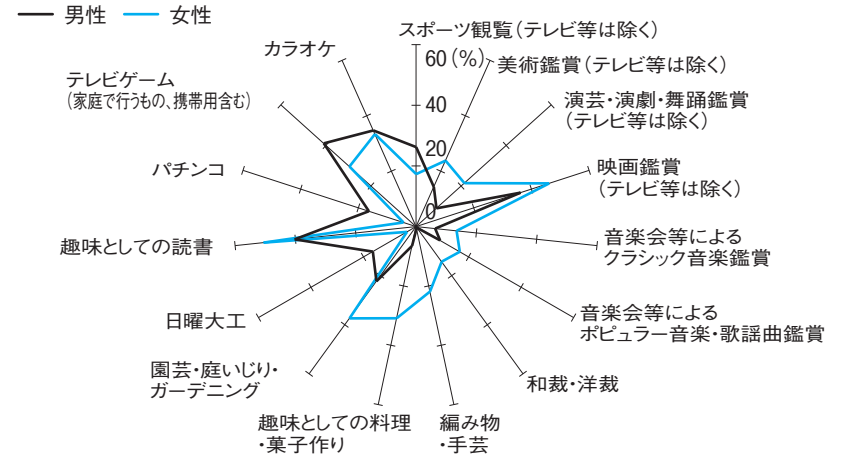 男性 女性
スポーツ観覧(テレビ等は除く)
60(%)
40
20
0
美術鑑賞(テレビ等は除く)
演芸・演劇・舞踊鑑賞
(テレビ等は除く)
映画鑑賞
(テレビ等は除く)
音楽会等による
クラシック音楽鑑賞
音楽会等による
ポピュラー音楽・歌謡曲鑑賞
和裁・洋裁
編み物
・手芸
趣味としての料理
・菓子作り
園芸・庭いじり・
ガーデニング
日曜大工
趣味としての読書
パチンコ
テレビゲーム
(家庭で行うもの、携帯用含む)
カラオケ